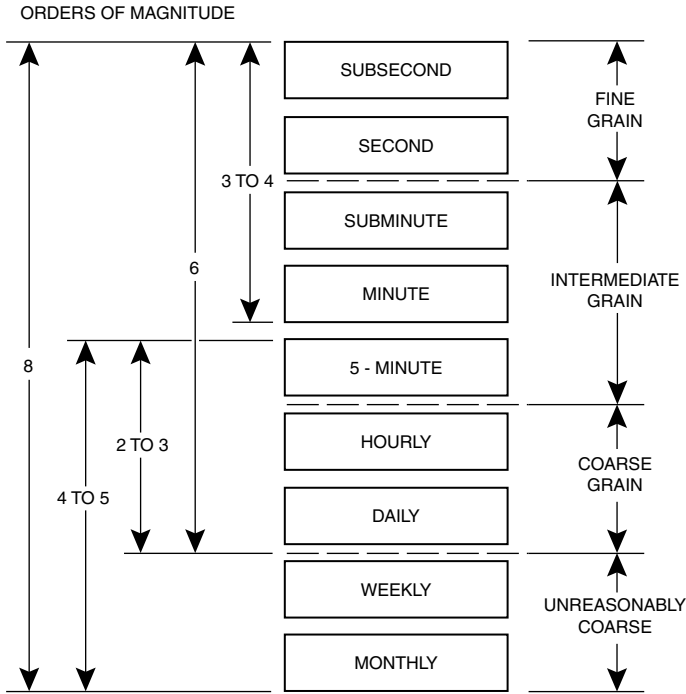 ORDERS OF MAGNITUDE
SUBSECOND
SECOND
SUBMINUTE
MINUTE
5 - MINUTE
HOURLY
DAILY
WEEKLY
MONTHLY
8
4 TO 5
2 TO 3
6
3 TO 4
FINE
GRAIN
INTERMEDIATE
GRAIN
COARSE
GRAIN
UNREASONABLY
COARSE